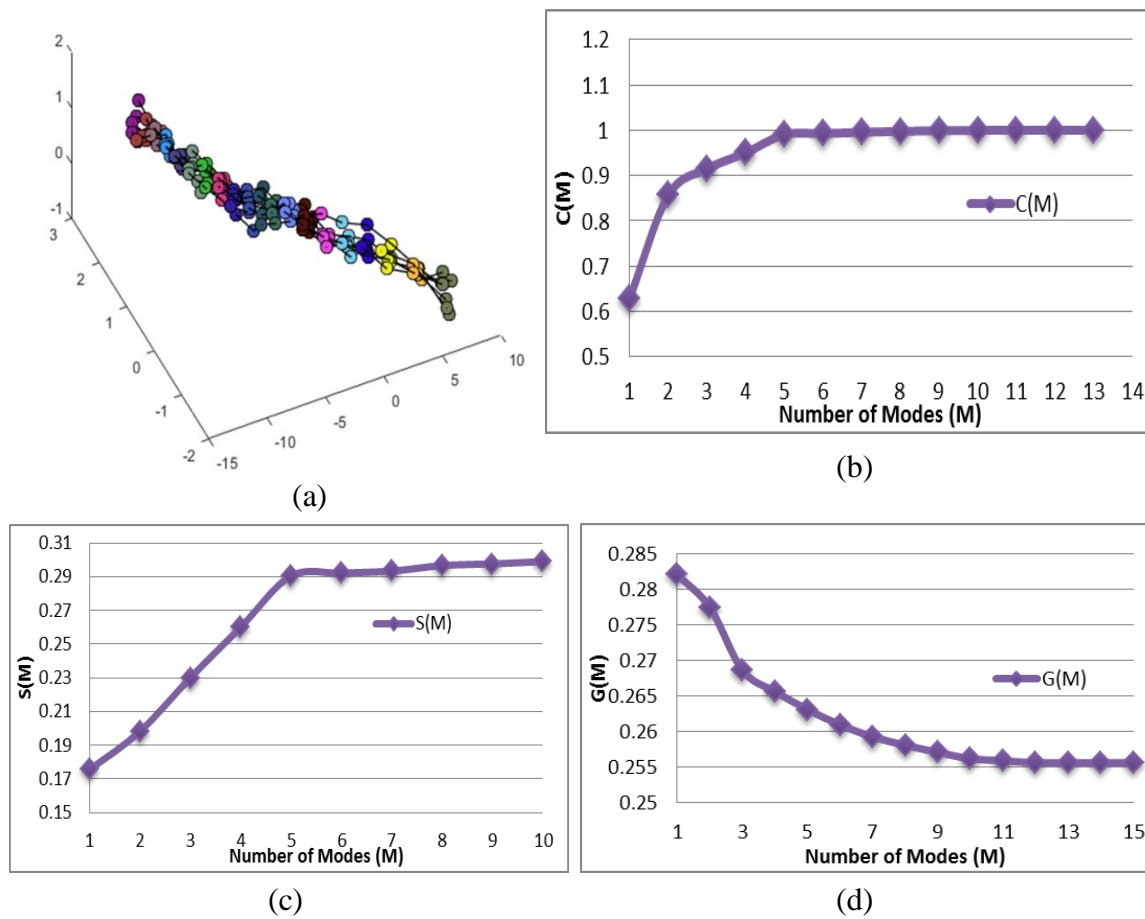 2
1
0
-1
3
2
1
0
-1
-2
-15
-10
-5
0
5
10
(a)
1.2
1.1
1
0.9
0.8
0.7
0.6
0.5
C(M)
C(M)
1 2 3 4 5 6 7 8 9 10 11 12 13 14
Number of Modes (M)
(b)
0.31
0.29
0.27
0.25
0.23
0.21
0.19
0.17
0.15
S(M)
S(M)
1 2 3 4 5 6 7 8 9 10
Number of Modes (M)
(c)
0.285
0.28
0.275
0.27
0.265
0.26
0.255
0.25
G(M)
G(M)
1 3 5 7 9 11 13 15
Number of Modes (M)
(d)